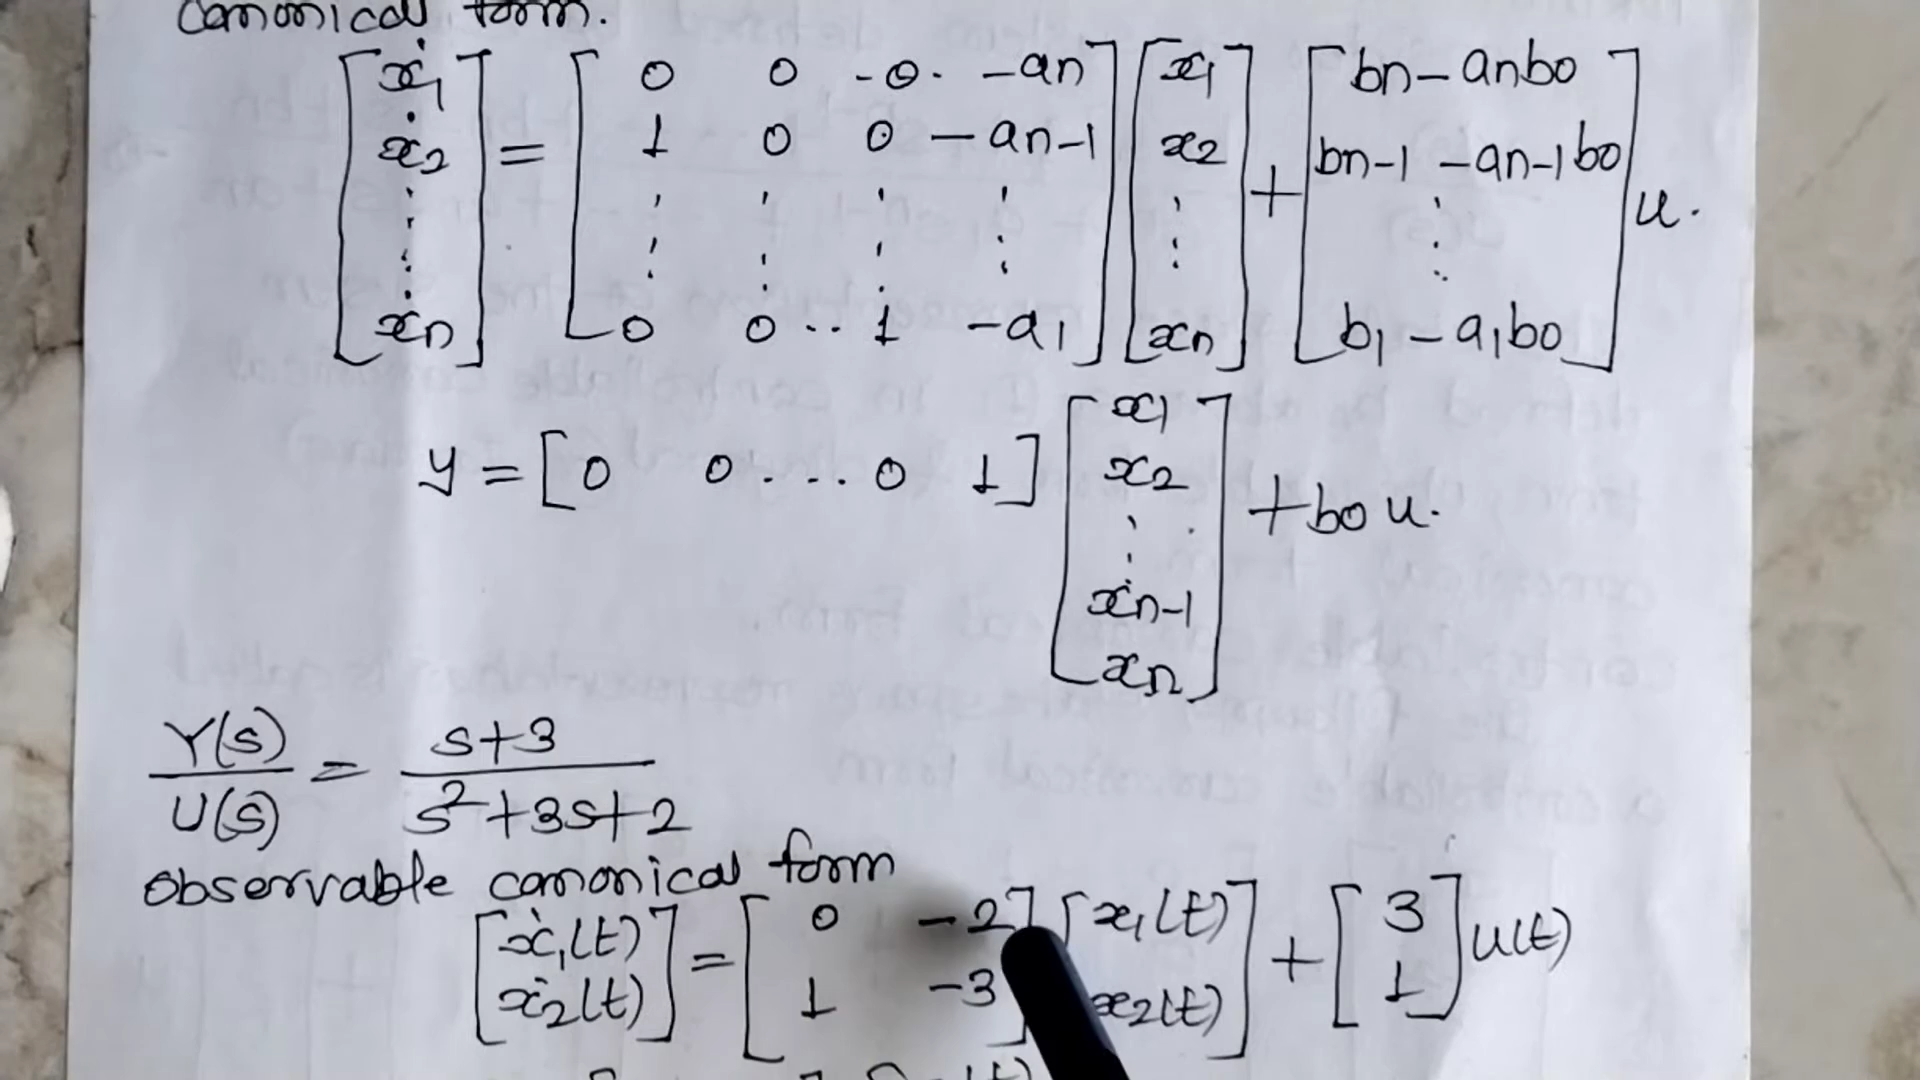 canonical form.
[ẋ1 ẋ2 ⋮ ẋn] = [0 0 -0- -an; 1 0 0 -an-1; ⋮ ⋮ ⋮ ⋮; 0 0 .. 1 -a1] [x1 x2 ⋮ xn] + [bn-anbo; bn-1 -an-1bo; ⋮; b1-a1bo] u.
y = [0 0 ... 0 1] [x1 x2 ⋮ xn-1 xn] + bo u.
Y(s)/U(s) = (s+3)/(s²+3s+2)
observable canonical form
[ẋ1(t) ẋ2(t)] = [0 -2; 1 -3] [x1(t) x2(t)] + [3; 1] u(t)